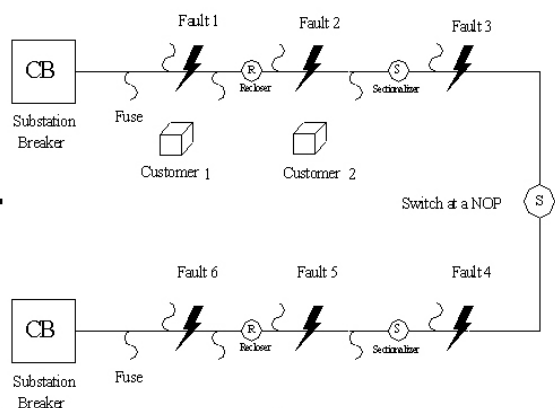 Fault 1
Fault 2
Fault 3
CB
R
S
Recloser
Sectionalizer
Substation
Breaker
Fuse
Customer 1
Customer 2
Switch at a NOP
S
Fault 6
Fault 5
Fault 4
CB
R
S
Recloser
Sectionalizer
Substation
Breaker
Fuse